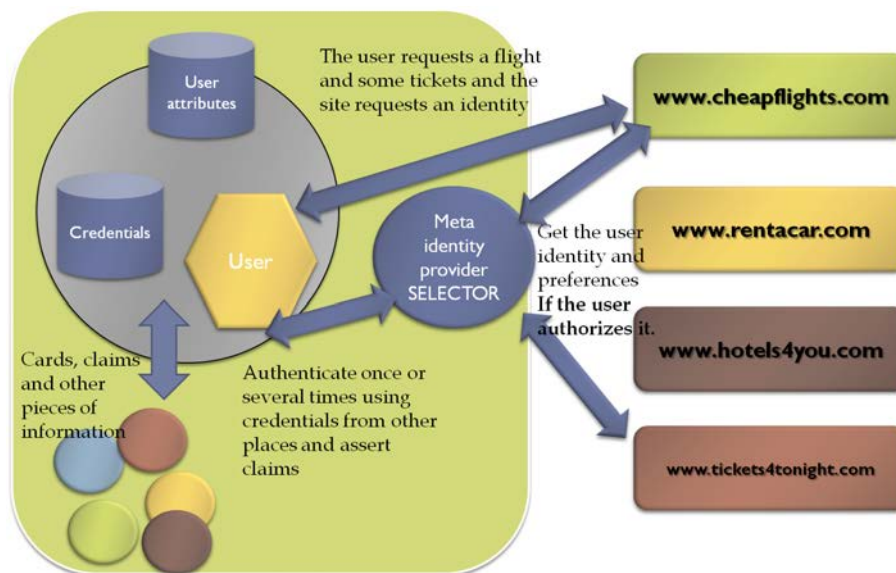 The user requests a flight
and some tickets and the
site requests an identity
User
attributes
www.cheapflights.com
Credentials
User
Meta
identity
provider
SELECTOR
www.rentacar.com
Get the user
identity and
preferences
If the user
authorizes it.
www.hotels4you.com
Cards, claims
and other
pieces of
information
Authenticate once or
several times using
credentials from other
places and assert
claims
www.tickets4tonight.com